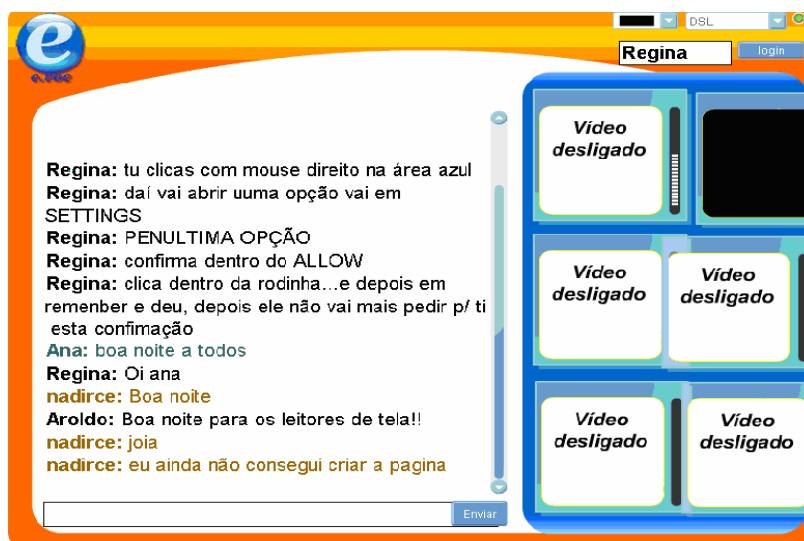 DSL
Regina
login
Regina: tu clicas com mouse direito na área azul
Regina: daí vai abrir uuma opção vai em
SETTINGS
Regina: PENULTIMA OPÇÃO
Regina: confirma dentro do ALLOW
Regina: clica dentro da rodinha...e depois em
remenber e deu, depois ele não vai mais pedir p/ ti
esta confimação
Ana: boa noite a todos
Regina: Oi ana
nadirce: Boa noite
Aroldo: Boa noite para os leitores de tela!!
nadirce: joia
nadirce: eu ainda não consegui criar a pagina
Enviar
Vídeo
desligado
Vídeo
desligado
Vídeo
desligado
Vídeo
desligado
Vídeo
desligado